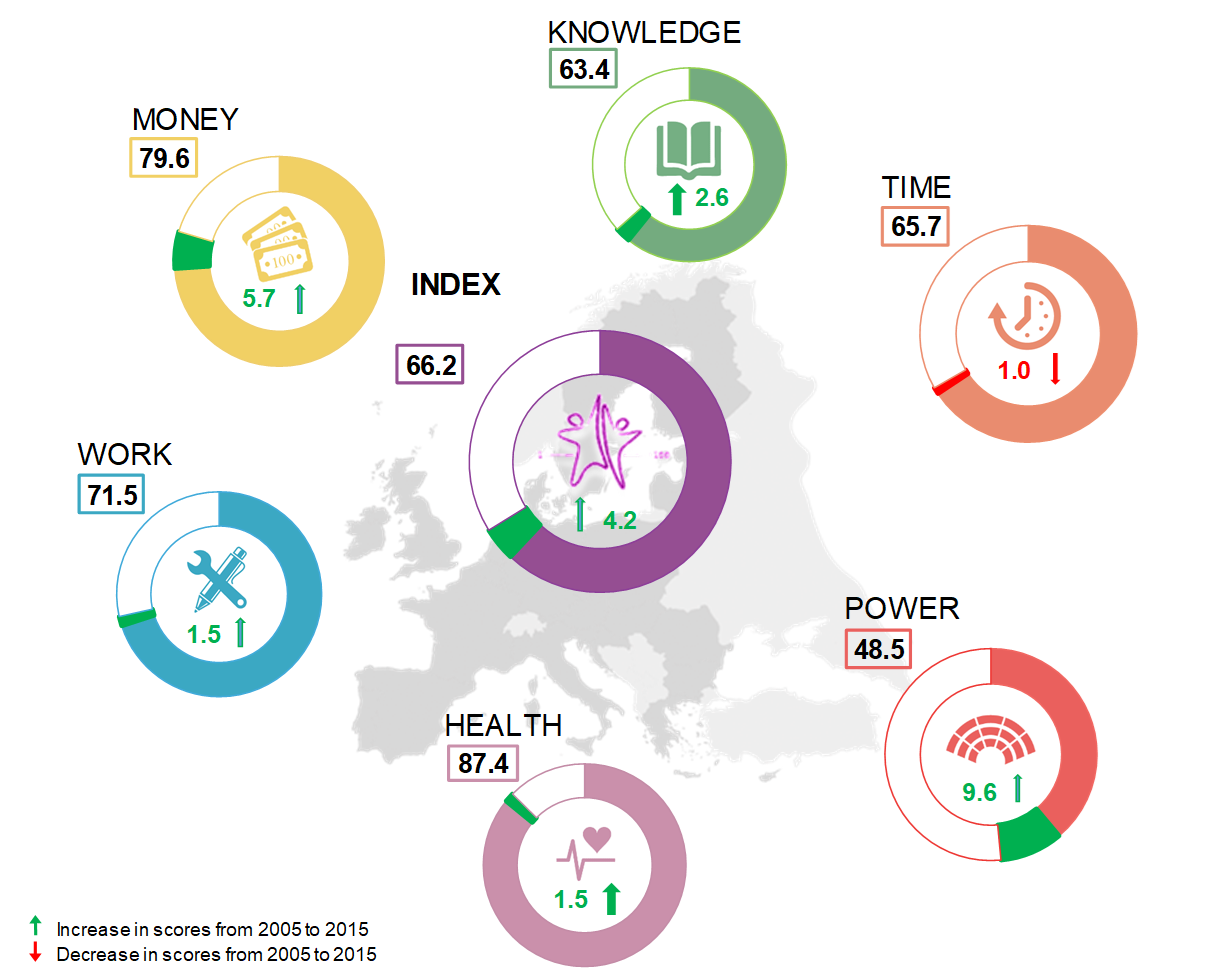 KNOWLEDGE
63.4
2.6
MONEY
79.6
100
5.7
TIME
65.7
1.0
INDEX
66.2
4.2
WORK
71.5
1.5
POWER
48.5
9.6
HEALTH
87.4
1.5
Increase in scores from 2005 to 2015
Decrease in scores from 2005 to 2015